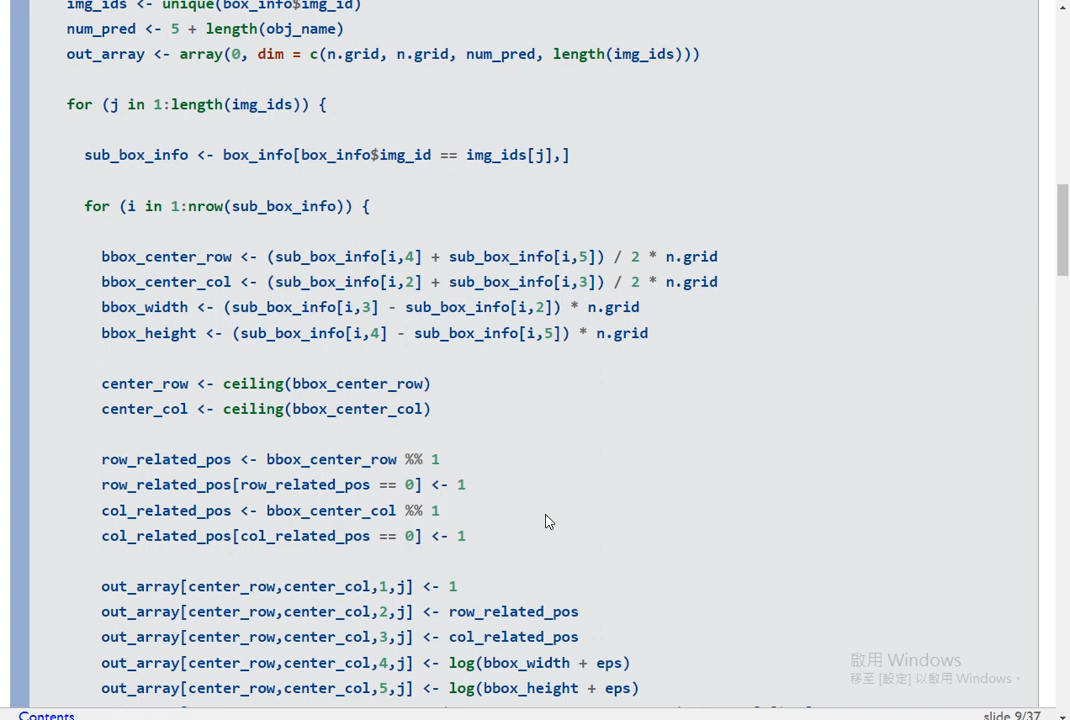 img_ids <- unique(box_info$img_id)
num_pred <- 5 + length(obj_name)
out_array <- array(0, dim = c(n.grid, n.grid, num_pred, length(img_ids)))
for (j in 1:length(img_ids)) {
sub_box_info <- box_info[box_info$img_id == img_ids[j],]
for (i in 1:nrow(sub_box_info)) {
bbox_center_row <- (sub_box_info[i,4] + sub_box_info[i,5]) / 2 * n.grid
bbox_center_col <- (sub_box_info[i,2] + sub_box_info[i,3]) / 2 * n.grid
bbox_width <- (sub_box_info[i,3] - sub_box_info[i,2]) * n.grid
bbox_height <- (sub_box_info[i,4] - sub_box_info[i,5]) * n.grid
center_row <- ceiling(bbox_center_row)
center_col <- ceiling(bbox_center_col)
row_related_pos <- bbox_center_row %% 1
row_related_pos[row_related_pos == 0] <- 1
col_related_pos <- bbox_center_col %% 1
col_related_pos[col_related_pos == 0] <- 1
out_array[center_row,center_col,1,j] <- 1
out_array[center_row,center_col,2,j] <- row_related_pos
out_array[center_row,center_col,3,j] <- col_related_pos
out_array[center_row,center_col,4,j] <- log(bbox_width + eps)
out_array[center_row,center_col,5,j] <- log(bbox_height + eps)
啟用 Windows
移至 [設定] 以啟用 Windows。
Contents
slide 9/37